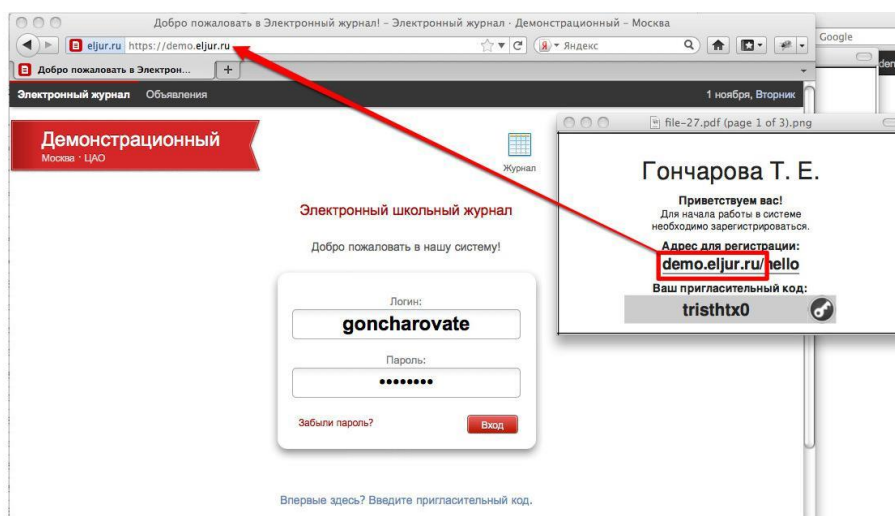 Добро пожаловать в Электронный журнал! – Электронный журнал · Демонстрационный – Москва
eljur.ru https://demo.eljur.ru
Яндекс
Google
Добро пожаловать в Электрон...
Электронный журнал Объявления
1 ноября, Вторник
Демонстрационный
Москва · ЦАО
Журнал
Электронный школьный журнал
Добро пожаловать в нашу систему!
Логин:
goncharovate
Пароль:
••••••••
Забыли пароль?
Вход
Впервые здесь? Введите пригласительный код.
file-27.pdf (page 1 of 3).png
Гончарова Т. Е.
Приветствуем вас!
Для начала работы в системе
необходимо зарегистрироваться.
Адрес для регистрации:
demo.eljur.ru/hello
Ваш пригласительный код:
tristhtx0